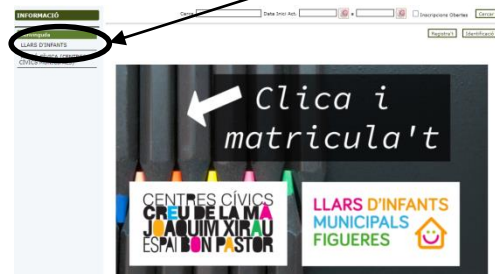 INFORMACIÓ
Cerca
Data Inici Act.
a
Inscripcions Obertes
Cercar
Registra't
Identificació
LLARS D'INFANTS
Clica i
matricula't
CENTRES CÍVICS
CREU DE LA MÀ
JOAQUIM XIRAU
ESPAI BON PASTOR
LLARS D'INFANTS
MUNICIPALS
FIGUERES